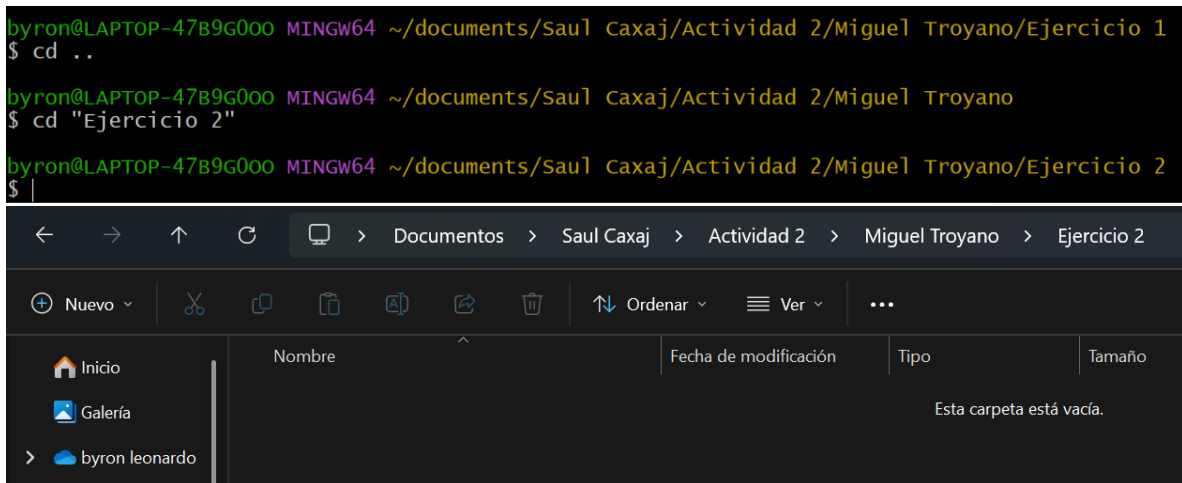 byron@LAPTOP-47B9G0OO MINGW64 ~/documents/Saul Caxaj/Actividad 2/Miguel Troyano/Ejercicio 1
$ cd ..
byron@LAPTOP-47B9G0OO MINGW64 ~/documents/Saul Caxaj/Actividad 2/Miguel Troyano
$ cd "Ejercicio 2"
byron@LAPTOP-47B9G0OO MINGW64 ~/documents/Saul Caxaj/Actividad 2/Miguel Troyano/Ejercicio 2
$
Documentos > Saul Caxaj > Actividad 2 > Miguel Troyano > Ejercicio 2
Nuevo Ordenar Ver ...
Nombre Fecha de modificación Tipo Tamaño
Inicio
Esta carpeta está vacía.
Galería
byron leonardo